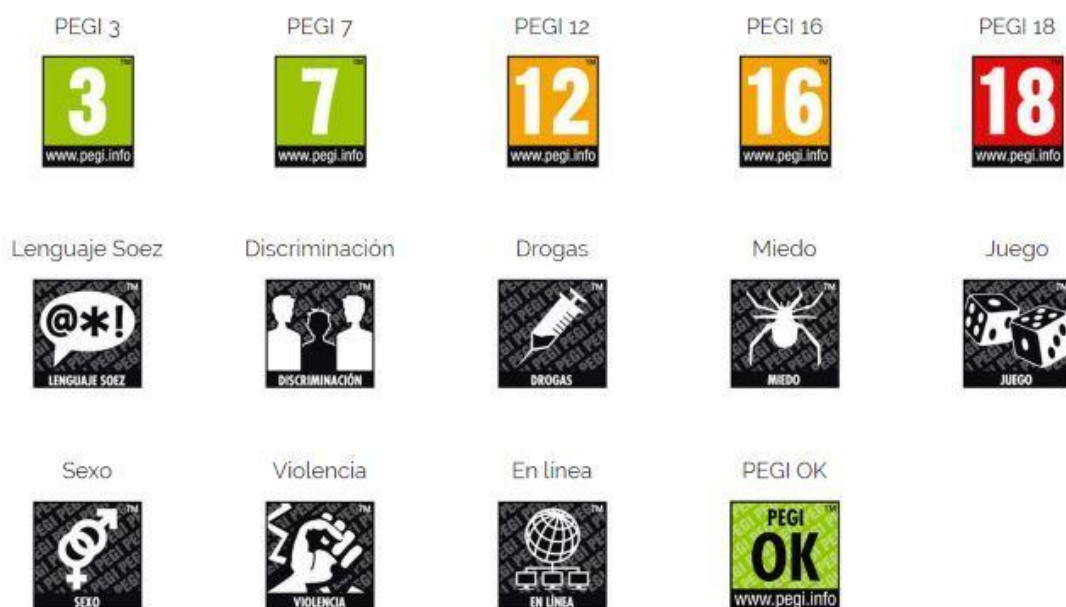 PEGI 3 PEGI 7 PEGI 12 PEGI 16 PEGI 18
3 7 12 16 18
www.pegi.info www.pegi.info www.pegi.info www.pegi.info www.pegi.info
Lenguaje Soez Discriminación Drogas Miedo Juego
@*!
LENGUAJE SOEZ DISCRIMINACIÓN DROGAS MIEDO JUEGO
Sexo Violencia En línea PEGI OK
PEGI
OK
SEXO VIOLENCIA EN LÍNEA www.pegi.info